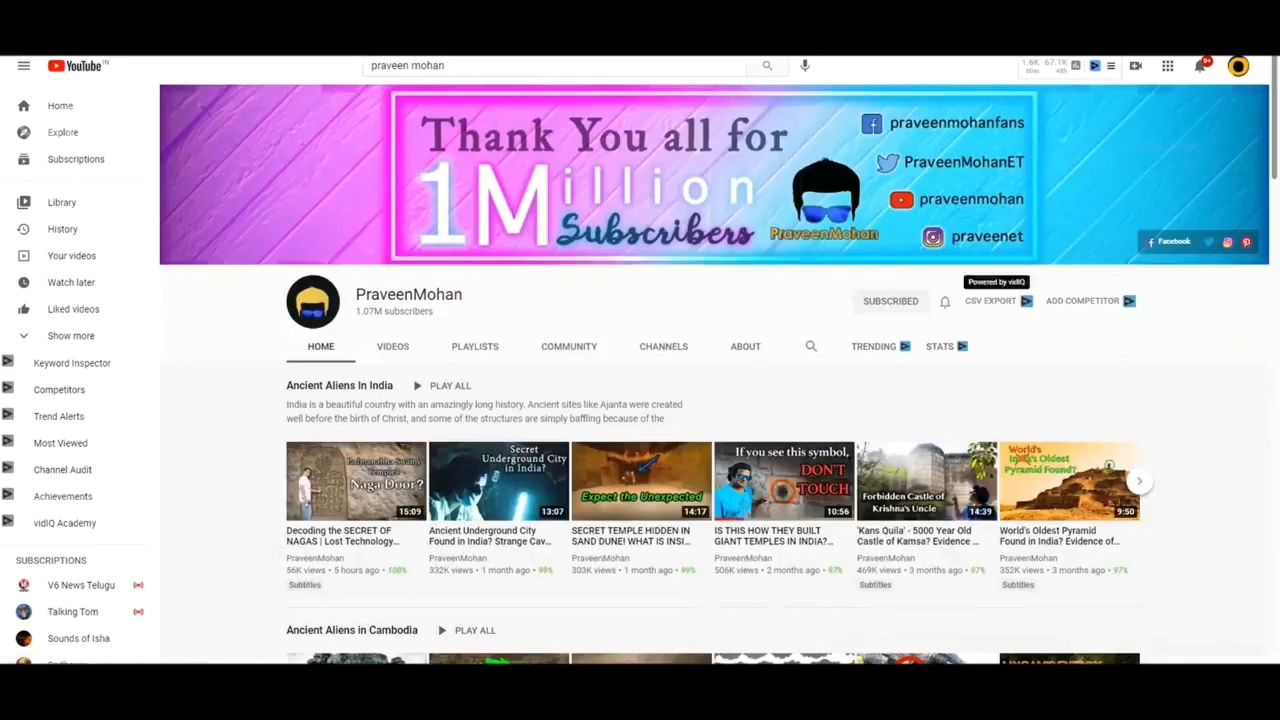 YouTube IN
praveen mohan
1.6K 67.1K
60m 48h
9+
Home
Explore
Subscriptions
Library
History
Your videos
Watch later
Liked videos
Show more
Keyword Inspector
Competitors
Trend Alerts
Most Viewed
Channel Audit
Achievements
vidIQ Academy
SUBSCRIPTIONS
V6 News Telugu
Talking Tom
Sounds of Isha
Thank You all for
1Million
Subscribers
PraveenMohan
praveenmohanfans
PraveenMohanET
praveenmohan
praveenet
Facebook
PraveenMohan
1.07M subscribers
SUBSCRIBED
Powered by vidIQ
CSV EXPORT
ADD COMPETITOR
HOME VIDEOS PLAYLISTS COMMUNITY CHANNELS ABOUT TRENDING STATS
Ancient Aliens In India PLAY ALL
India is a beautiful country with an amazingly long history. Ancient sites like Ajanta were created
well before the birth of Christ, and some of the structures are simply baffling because of the
Padmanabha Swamy
Temple's
Naga Door?
15:09
Decoding the SECRET OF
NAGAS | Lost Technology...
PraveenMohan
56K views • 5 hours ago • 100%
Subtitles
Secret
Underground City
in India?
13:07
Ancient Underground City
Found in India? Strange Cav...
PraveenMohan
332K views • 1 month ago • 99%
Expect the Unexpected
14:17
SECRET TEMPLE HIDDEN IN
SAND DUNE! WHAT IS INSI...
PraveenMohan
303K views • 1 month ago • 99%
If you see this symbol,
DON'T
TOUCH
10:56
IS THIS HOW THEY BUILT
GIANT TEMPLES IN INDIA?...
PraveenMohan
506K views • 2 months ago • 97%
Forbidden Castle of
Krishna's Uncle
14:39
'Kans Quila' - 5000 Year Old
Castle of Kamsa? Evidence ...
PraveenMohan
469K views • 3 months ago • 97%
Subtitles
World's
India's Oldest
Pyramid Found?
9:50
World's Oldest Pyramid
Found in India? Evidence of...
PraveenMohan
352K views • 3 months ago • 97%
Subtitles
Ancient Aliens in Cambodia PLAY ALL